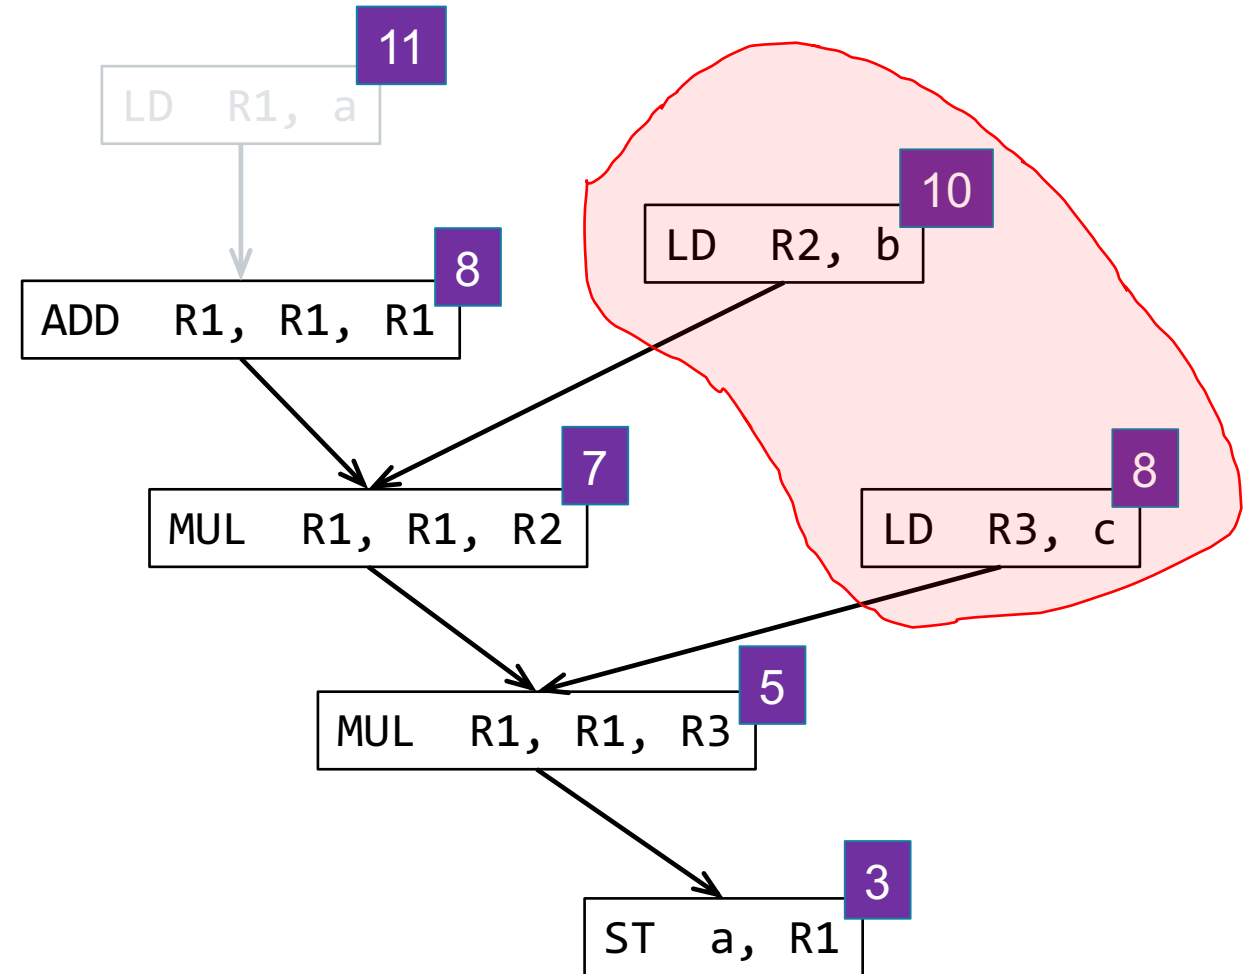 11
LD R1, a
10
LD R2, b
8
ADD R1, R1, R1
7
MUL R1, R1, R2
8
LD R3, c
5
MUL R1, R1, R3
3
ST a, R1